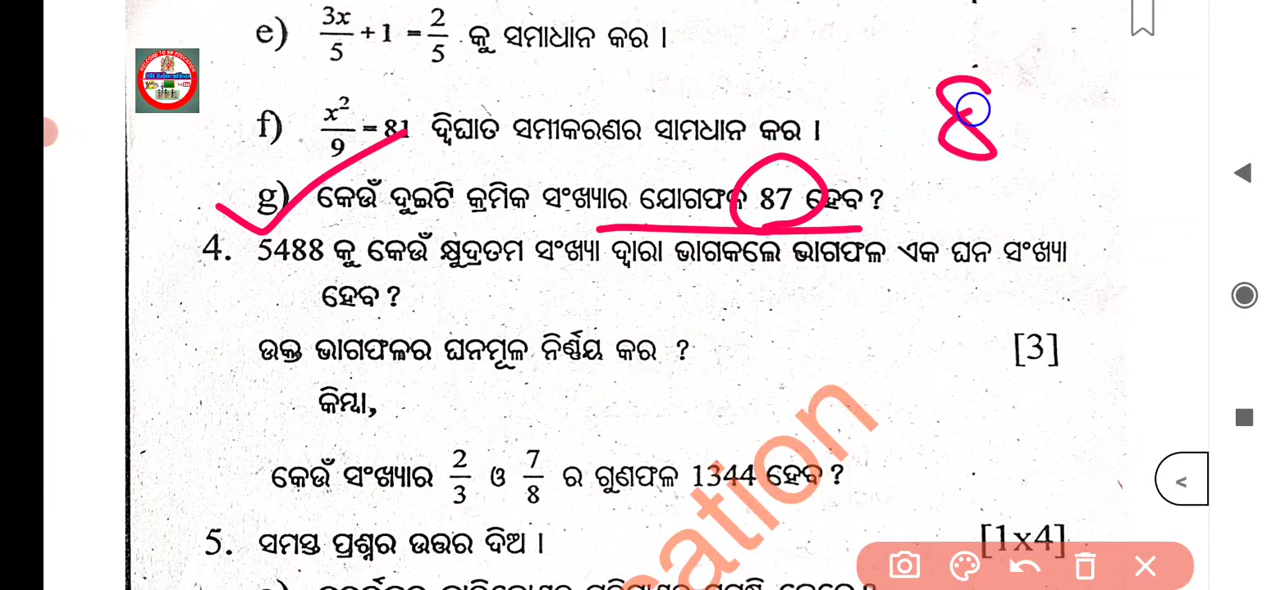 e) 3x/5 + 1 = 2/5 କୁ ସମାଧାନ କର ।
8
f) x²/9 = 81 ଦ୍ଵିଘାତ ସମୀକରଣର ସାମଧାନ କର ।
g) କେଉଁ ଦୁଇଟି କ୍ରମିକ ସଂଖ୍ୟାର ଯୋଗଫଳ 87 ହେବ ?
4. 5488 କୁ କେଉଁ କ୍ଷୁଦ୍ରତମ ସଂଖ୍ୟା ଦ୍ଵାରା ଭାଗକଲେ ଭାଗଫଳ ଏକ ଘନ ସଂଖ୍ୟା
ହେବ ?
ଉକ୍ତ ଭାଗଫଳର ଘନମୂଳ ନିର୍ଣ୍ଣୟ କର ? [3]
କିମ୍ବା,
କେଉଁ ସଂଖ୍ୟାର 2/3 ଓ 7/8 ର ଗୁଣଫଳ 1344 ହେବ ?
5. ସମସ୍ତ ପ୍ରଶ୍ନର ଉତ୍ତର ଦିଅ । [1x4]